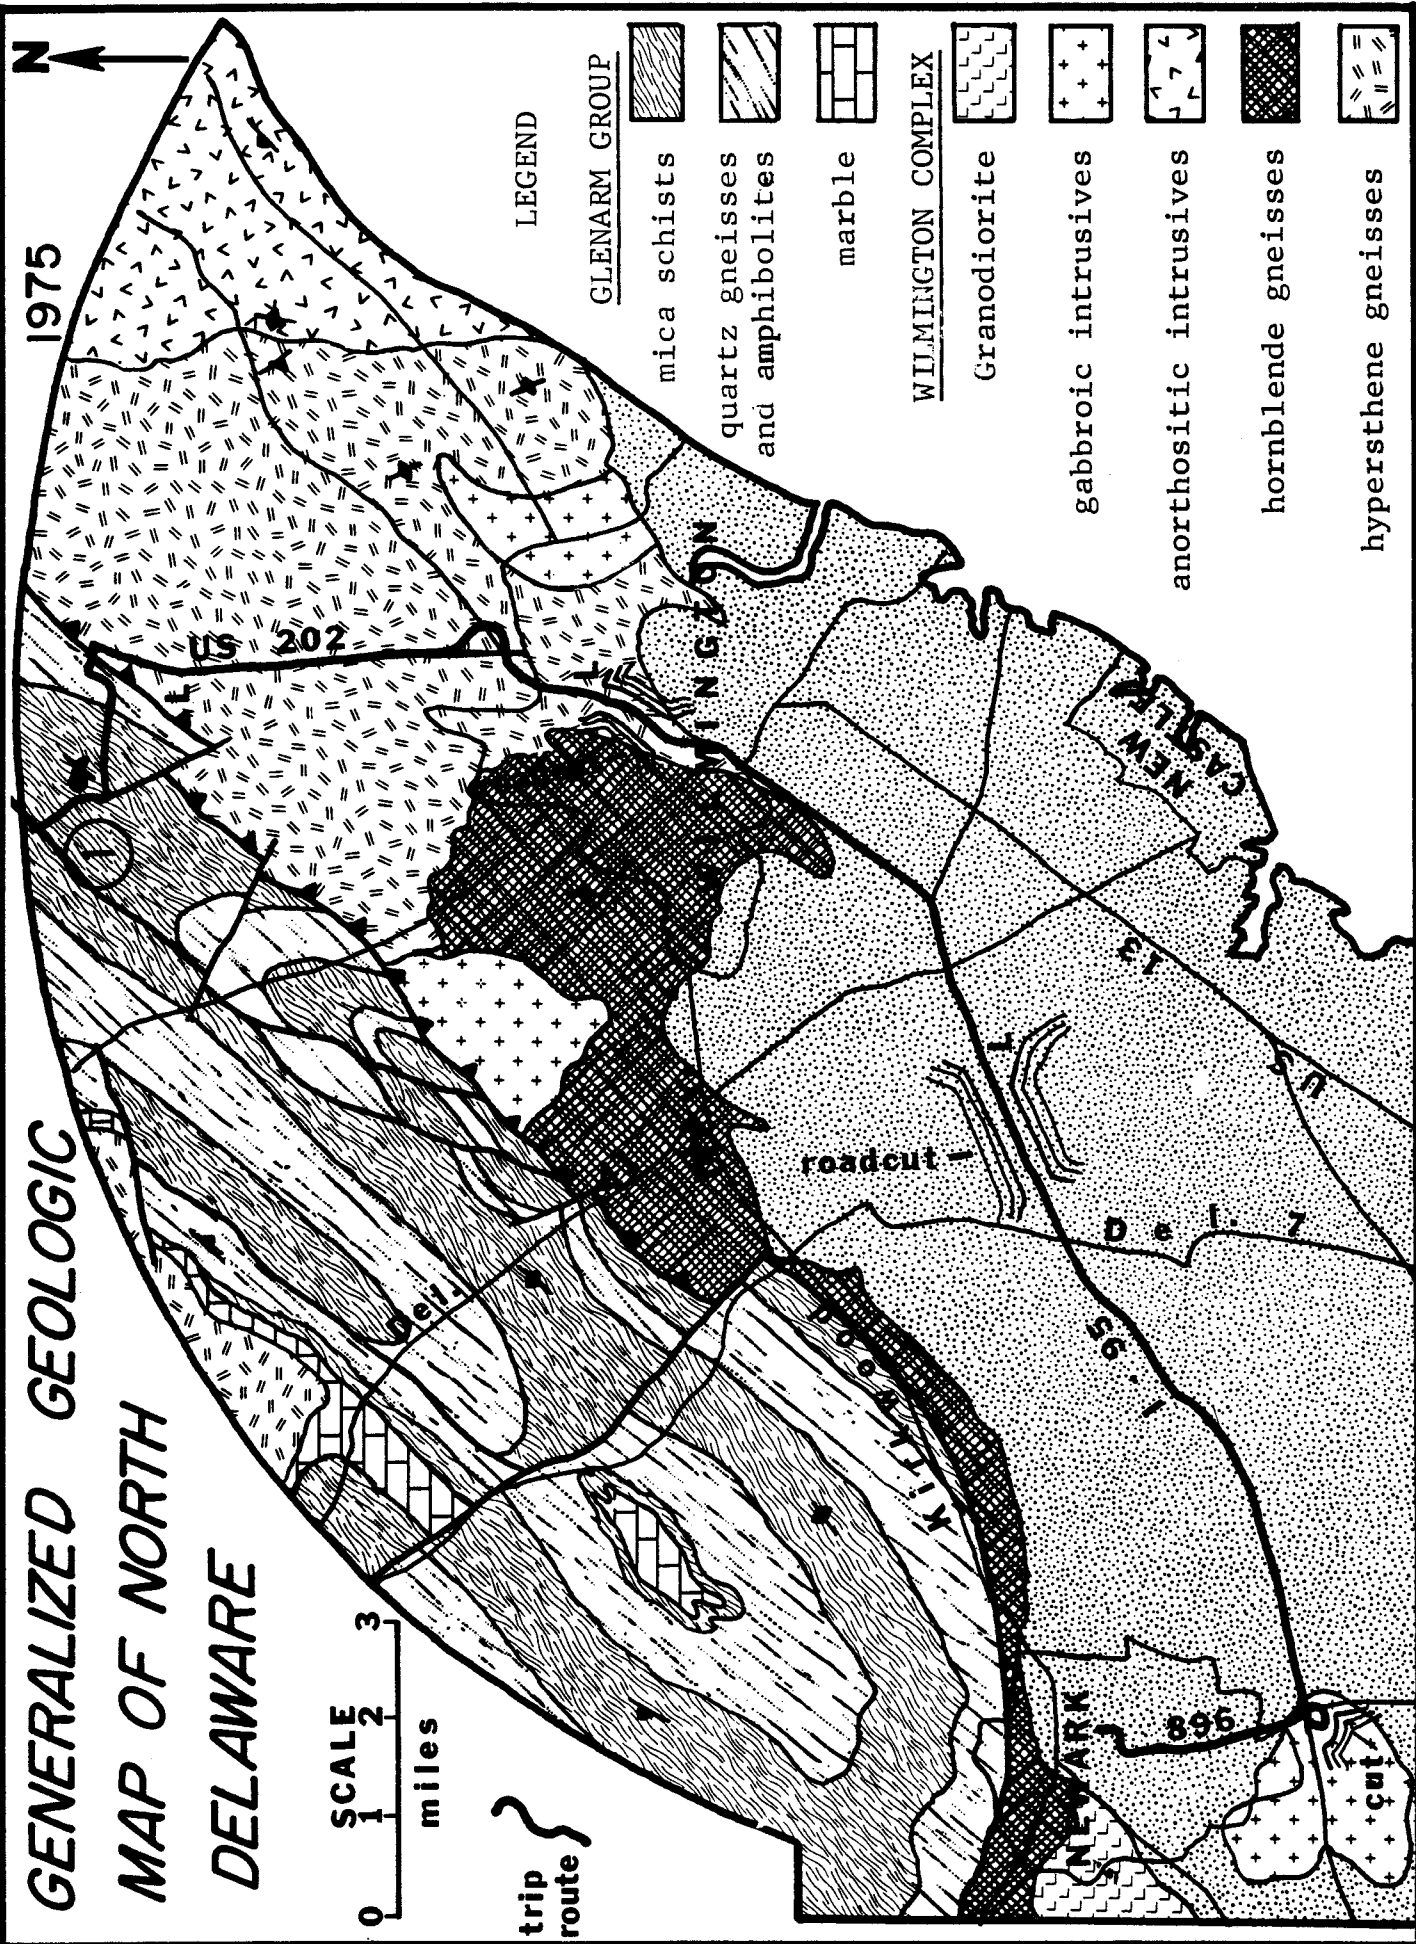 GENERALIZED GEOLOGIC
MAP OF NORTH
DELAWARE
1975
N
SCALE
0 1 2 3
miles
trip
route
LEGEND
GLENARM GROUP
mica schists
quartz gneisses
and amphibolites
marble
WILMINGTON COMPLEX
Granodiorite
gabbroic intrusives
anorthositic intrusives
hornblende gneisses
hypersthene gneisses
US 202
L
L
L
I
Del.
Kirkwood
roadcut
Del. 7
I. 95
US 13
NEW
CASTLE
NEWARK
896
cut